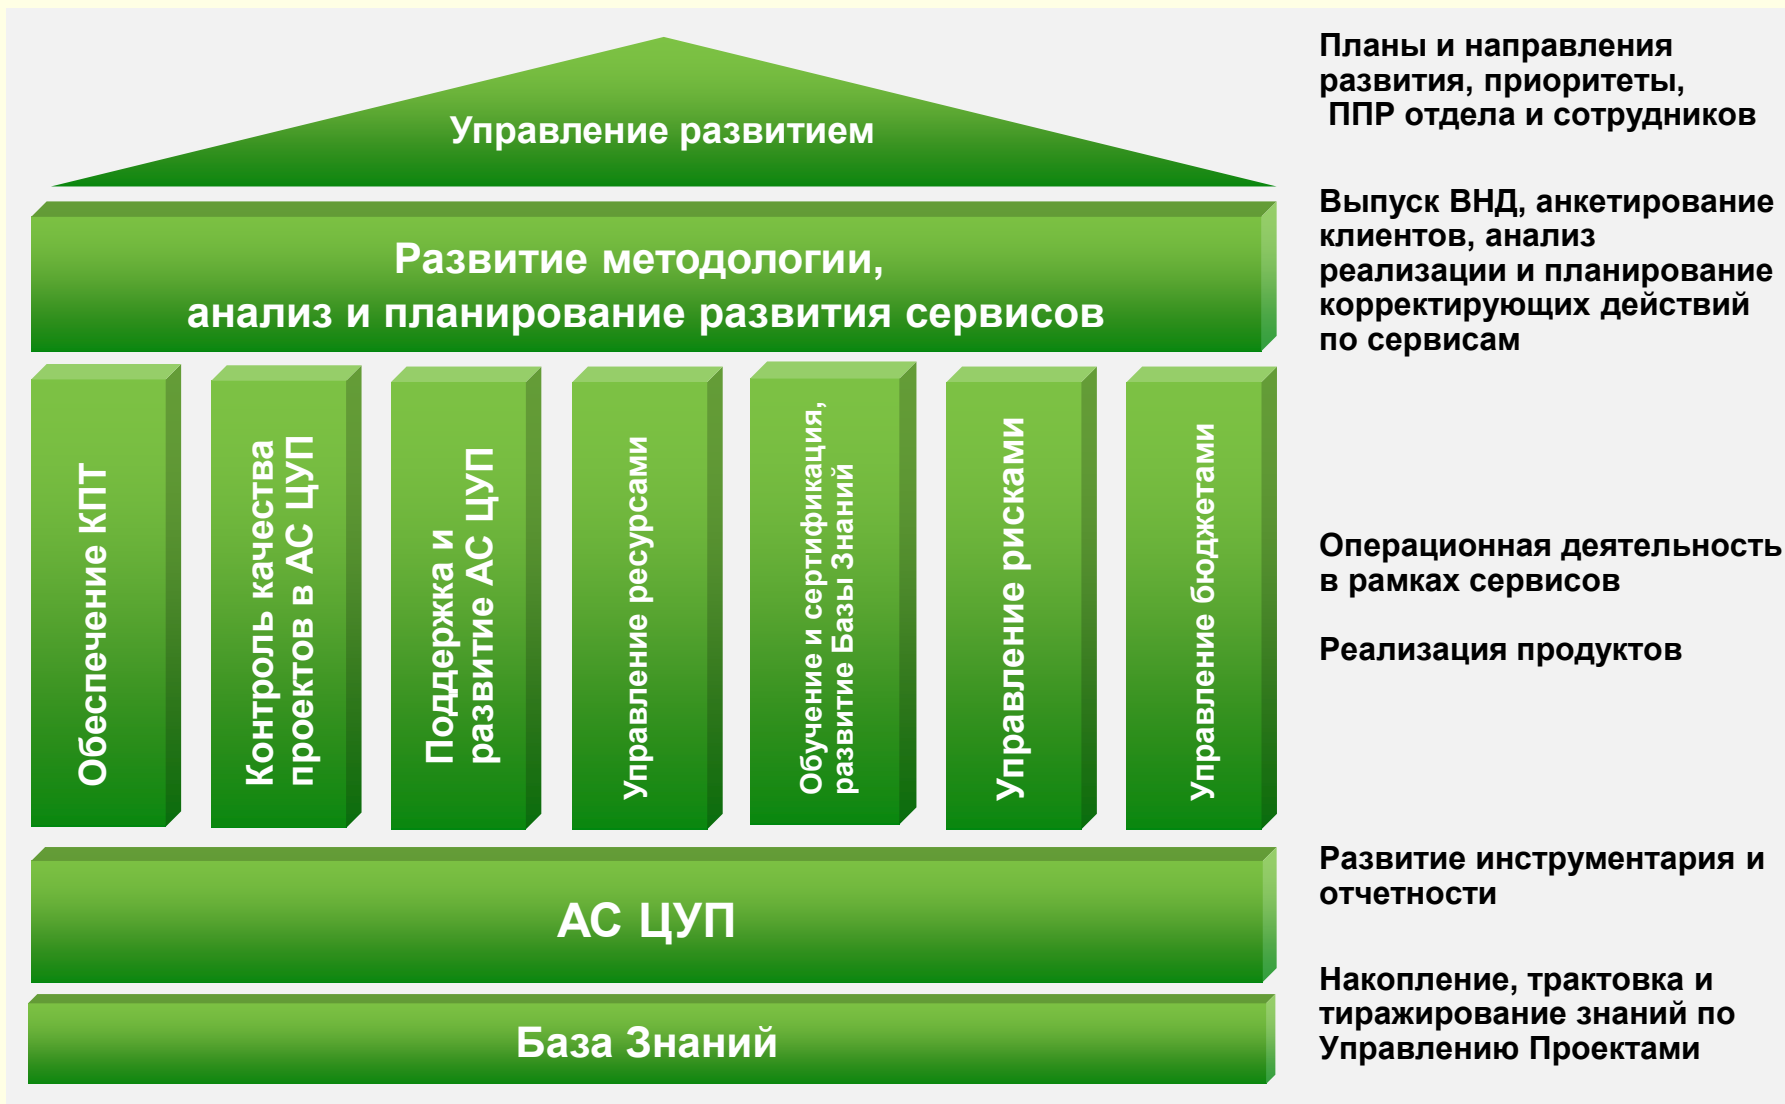 Управление развитием
Планы и направления
развития, приоритеты,
ППР отдела и сотрудников
Развитие методологии,
анализ и планирование развития сервисов
Выпуск ВНД, анкетирование
клиентов, анализ
реализации и планирование
корректирующих действий
по сервисам
Обеспечение КПТ
Контроль качества
проектов в АС ЦУП
Поддержка и
развитие АС ЦУП
Управление ресурсами
Обучение и сертификация,
развитие Базы Знаний
Управление рисками
Управление бюджетами
Операционная деятельность
в рамках сервисов
Реализация продуктов
АС ЦУП
Развитие инструментария и
отчетности
База Знаний
Накопление, трактовка и
тиражирование знаний по
Управлению Проектами